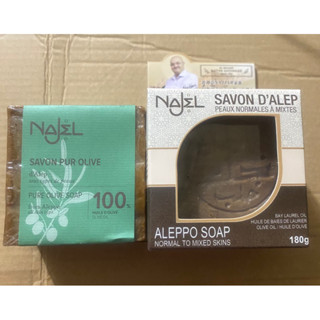 NAJEL
SAVON PUR OLIVE
PURE OLIVE SOAP
100%
NAJEL
SAVON D'ALEP
PEAUX NORMALES À MIXTES
ALEPPO SOAP
NORMAL TO MIXED SKINS
BAY LAUREL OIL
HUILE DE BAIES DE LAURIER
OLIVE OIL / HUILE D'OLIVE
180g